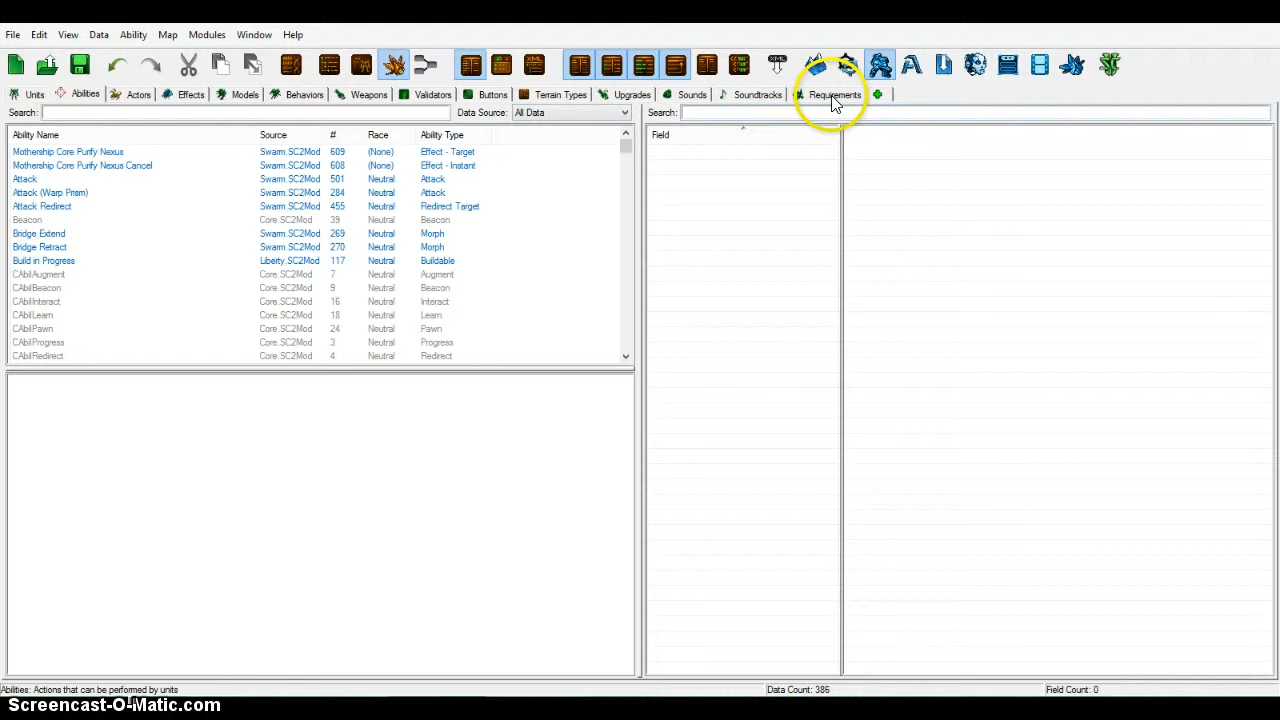 File Edit View Data Ability Map Modules Window Help
XML XML
Units Abilities Actors Effects Models Behaviors Weapons Validators Buttons Terrain Types Upgrades Sounds Soundtracks Requirements
Search: Data Source: All Data Search:
Ability Name Source # Race Ability Type Field
Mothership Core Purify Nexus Swarm.SC2Mod 609 (None) Effect - Target
Mothership Core Purify Nexus Cancel Swarm.SC2Mod 608 (None) Effect - Instant
Attack Swarm.SC2Mod 501 Neutral Attack
Attack (Warp Prism) Swarm.SC2Mod 284 Neutral Attack
Attack Redirect Swarm.SC2Mod 455 Neutral Redirect Target
Beacon Core.SC2Mod 39 Neutral Beacon
Bridge Extend Swarm.SC2Mod 269 Neutral Morph
Bridge Retract Swarm.SC2Mod 270 Neutral Morph
Build in Progress Liberty.SC2Mod 117 Neutral Buildable
CAbilAugment Core.SC2Mod 7 Neutral Augment
CAbilBeacon Core.SC2Mod 9 Neutral Beacon
CAbilInteract Core.SC2Mod 16 Neutral Interact
CAbilLearn Core.SC2Mod 18 Neutral Learn
CAbilPawn Core.SC2Mod 24 Neutral Pawn
CAbilProgress Core.SC2Mod 3 Neutral Progress
CAbilRedirect Core.SC2Mod 4 Neutral Redirect
Abilities: Actions that can be performed by units Data Count: 386 Field Count: 0
Screencast-O-Matic.com